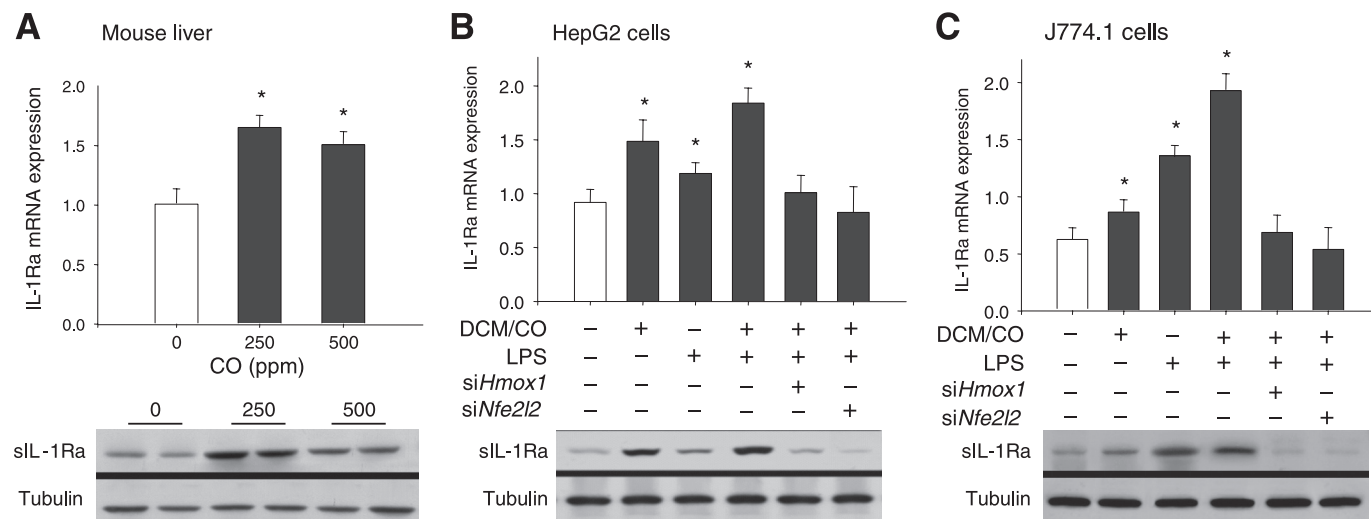 A Mouse liver
IL-1Ra mRNA expression
2.0
1.5
1.0
0.5
0.0
* *
0 250 500
CO (ppm)
0 250 500
sIL-1Ra
Tubulin
B HepG2 cells
IL-1Ra mRNA expression
2.0
1.5
1.0
0.5
0.0
* * *
DCM/CO – + – + + +
LPS – – + + + +
siHmox1 – – – – + –
siNfe2l2 – – – – – +
sIL-1Ra
Tubulin
C J774.1 cells
IL-1Ra mRNA expression
2.0
1.5
1.0
0.5
0.0
* * *
DCM/CO – + – + + +
LPS – – + + + +
siHmox1 – – – – + –
siNfe2l2 – – – – – +
sIL-1Ra
Tubulin